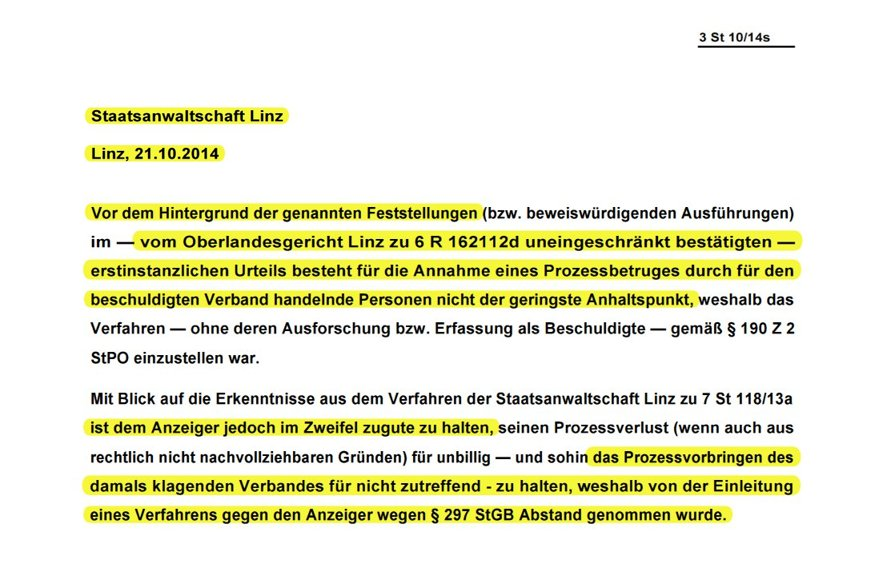 3 St 10/14s
Staatsanwaltschaft Linz
Linz, 21.10.2014
Vor dem Hintergrund der genannten Feststellungen (bzw. beweiswürdigenden Ausführungen)
im — vom Oberlandesgericht Linz zu 6 R 162112d uneingeschränkt bestätigten —
erstinstanzlichen Urteils besteht für die Annahme eines Prozessbetruges durch für den
beschuldigten Verband handelnde Personen nicht der geringste Anhaltspunkt, weshalb das
Verfahren — ohne deren Ausforschung bzw. Erfassung als Beschuldigte — gemäß § 190 Z 2
StPO einzustellen war.
Mit Blick auf die Erkenntnisse aus dem Verfahren der Staatsanwaltschaft Linz zu 7 St 118/13a
ist dem Anzeiger jedoch im Zweifel zugute zu halten, seinen Prozessverlust (wenn auch aus
rechtlich nicht nachvollziehbaren Gründen) für unbillig — und sohin das Prozessvorbringen des
damals klagenden Verbandes für nicht zutreffend - zu halten, weshalb von der Einleitung
eines Verfahrens gegen den Anzeiger wegen § 297 StGB Abstand genommen wurde.